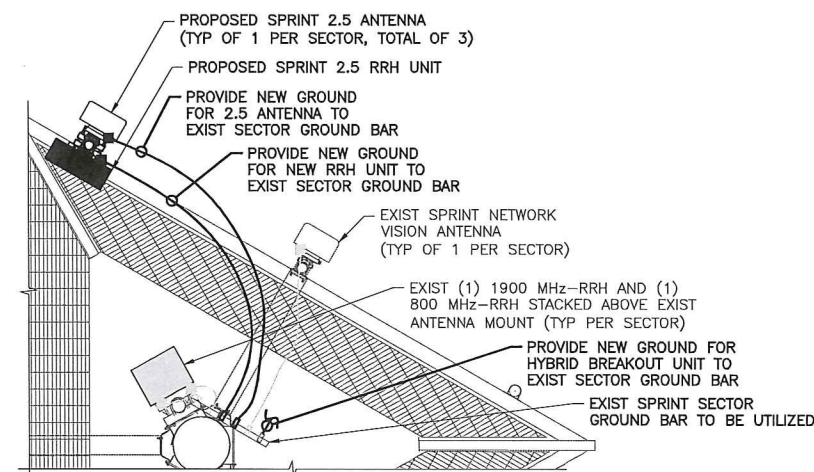 PROPOSED SPRINT 2.5 ANTENNA
(TYP OF 1 PER SECTOR, TOTAL OF 3)
PROPOSED SPRINT 2.5 RRH UNIT
PROVIDE NEW GROUND
FOR 2.5 ANTENNA TO
EXIST SECTOR GROUND BAR
PROVIDE NEW GROUND
FOR NEW RRH UNIT TO
EXIST SECTOR GROUND BAR
EXIST SPRINT NETWORK
VISION ANTENNA
(TYP OF 1 PER SECTOR)
EXIST (1) 1900 MHz-RRH AND (1)
800 MHz-RRH STACKED ABOVE EXIST
ANTENNA MOUNT (TYP PER SECTOR)
PROVIDE NEW GROUND FOR
HYBRID BREAKOUT UNIT TO
EXIST SECTOR GROUND BAR
EXIST SPRINT SECTOR
GROUND BAR TO BE UTILIZED